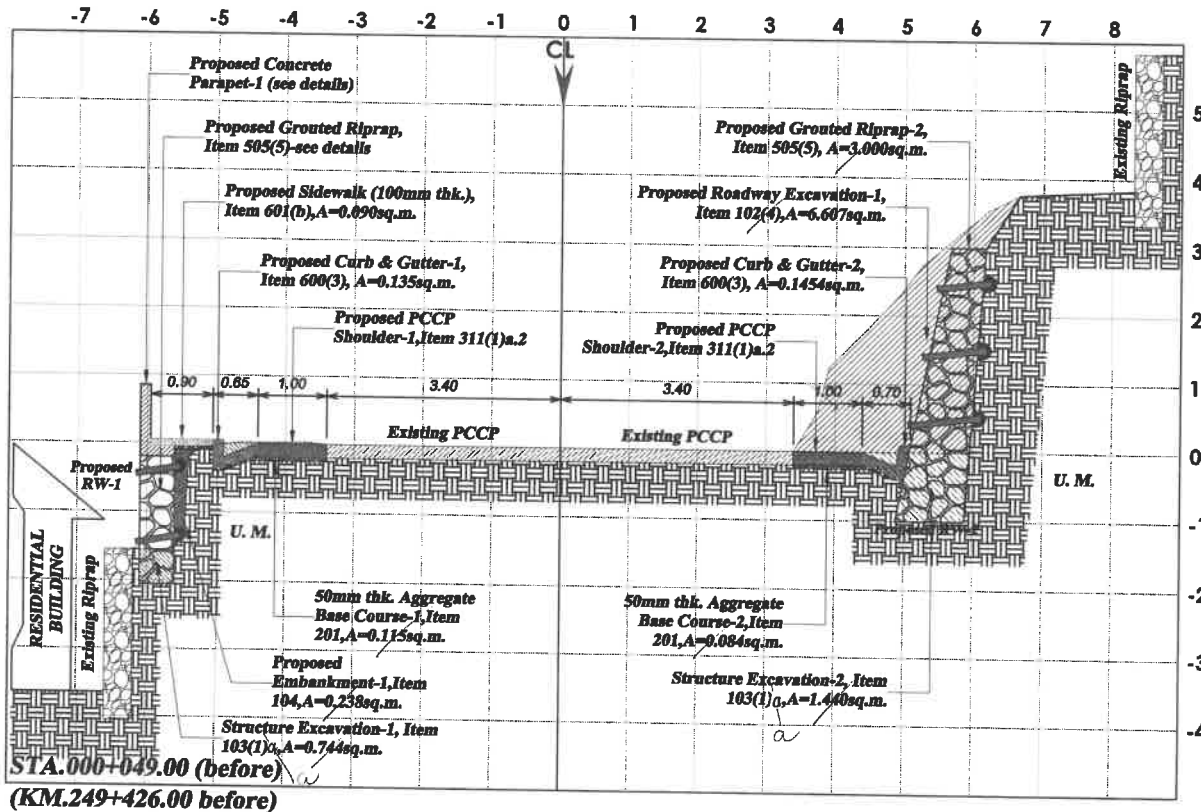 -7 -6 -5 -4 -3 -2 -1 0 1 2 3 4 5 6 7 8
CL
Proposed Concrete
Parapet-1 (see details)
Proposed Grouted Riprap,
Item 505(5)-see details
Proposed Sidewalk (100mm thk.),
Item 601(b),A=0.090sq.m.
Proposed Curb & Gutter-1,
Item 600(3), A=0.135sq.m.
Proposed PCCP
Shoulder-1,Item 311(1)a.2
Proposed Grouted Riprap-2,
Item 505(5), A=3.000sq.m.
Proposed Roadway Excavation-1,
Item 102(4),A=6.607sq.m.
Proposed Curb & Gutter-2,
Item 600(3), A=0.1454sq.m.
Proposed PCCP
Shoulder-2,Item 311(1)a.2
Existing Riprap
5
4
3
2
1
0
-1
-2
-3
-4
0.90 0.65 1.00 3.40 3.40 1.00 0.70
Existing PCCP Existing PCCP
Proposed
RW-1
U. M.
U. M.
RESIDENTIAL
BUILDING
Existing Riprap
50mm thk. Aggregate
Base Course-1,Item
201,A=0.115sq.m.
Proposed
Embankment-1,Item
104,A=0.238sq.m.
Structure Excavation-1, Item
103(1)a,A=0.744sq.m.
a
50mm thk. Aggregate
Base Course-2,Item
201,A=0.084sq.m.
Structure Excavation-2, Item
103(1)a,A=1.440sq.m.
a
STA.000+049.00 (before)
(KM.249+426.00 before)